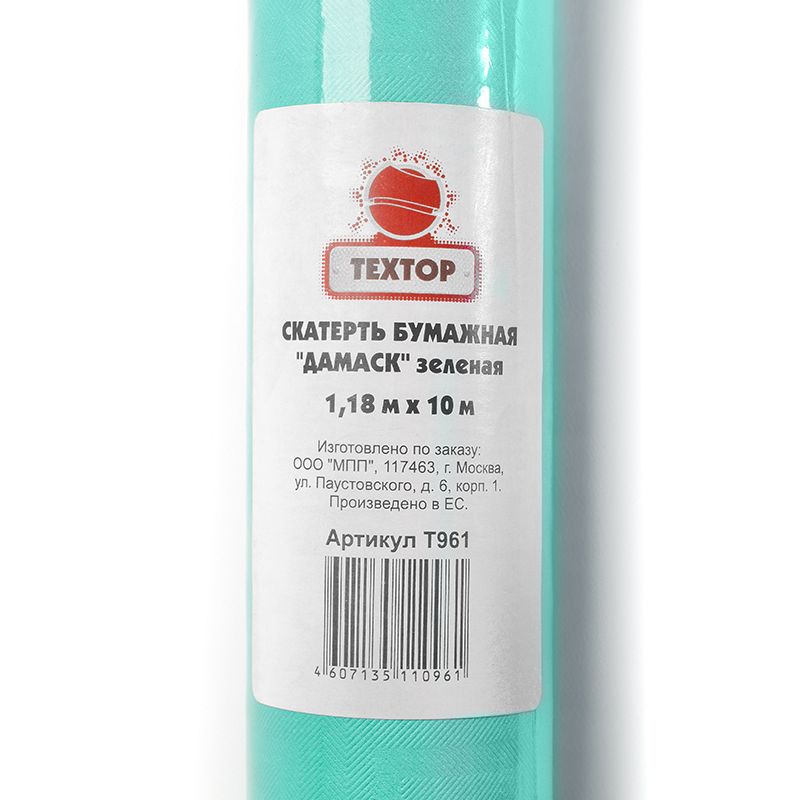 TEXTOP
СКАТЕРТЬ БУМАЖНАЯ
"ДАМАСК" зеленая
1,18 м х 10 м
Изготовлено по заказу:
ООО "МПП", 117463, г. Москва,
ул. Паустовского, д. 6, корп. 1.
Произведено в ЕС.
Артикул Т961
4 607135 110961